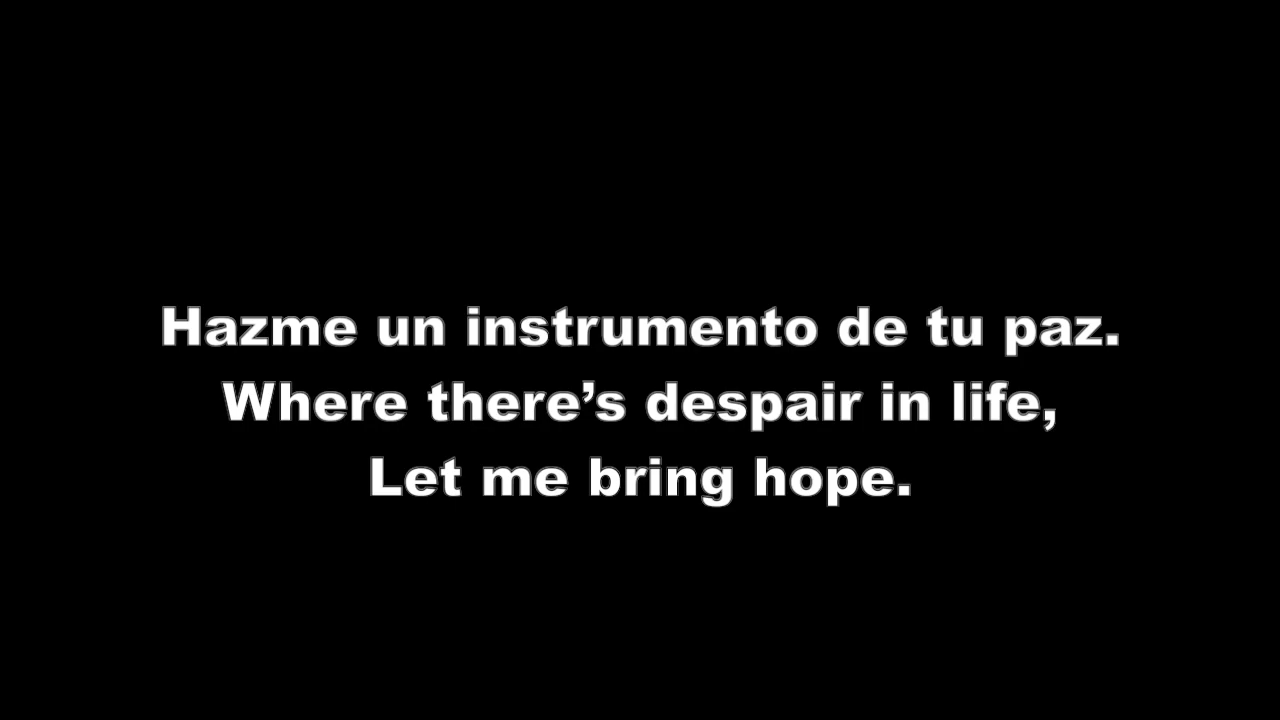 Hazme un instrumento de tu paz.
Where there’s despair in life,
Let me bring hope.